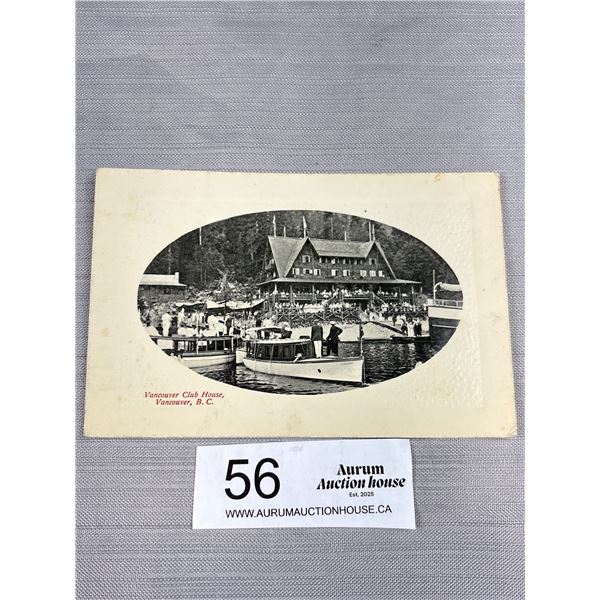 Vancouver Club House,
Vancouver, B. C.
56
Aurum
Auction house
Est. 2025
WWW.AURUMAUCTIONHOUSE.CA